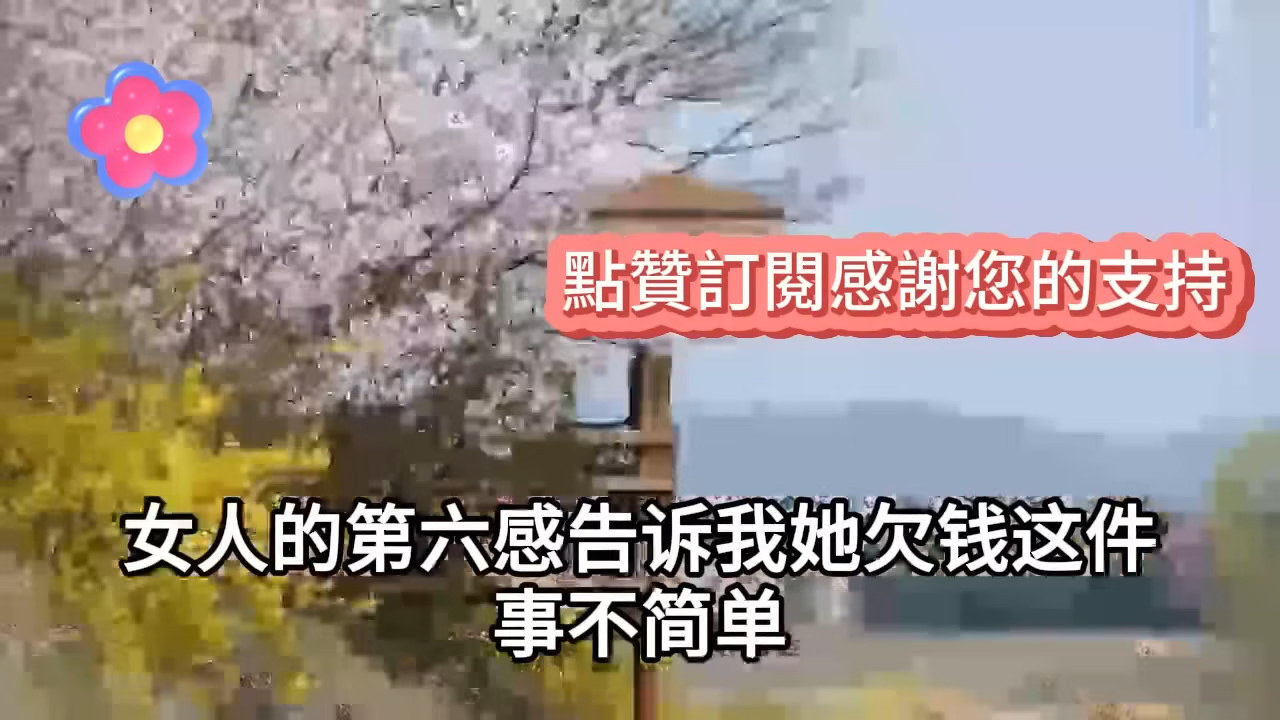 點贊訂閱感謝您的支持
女人的第六感告诉我她欠钱这件
事不简单